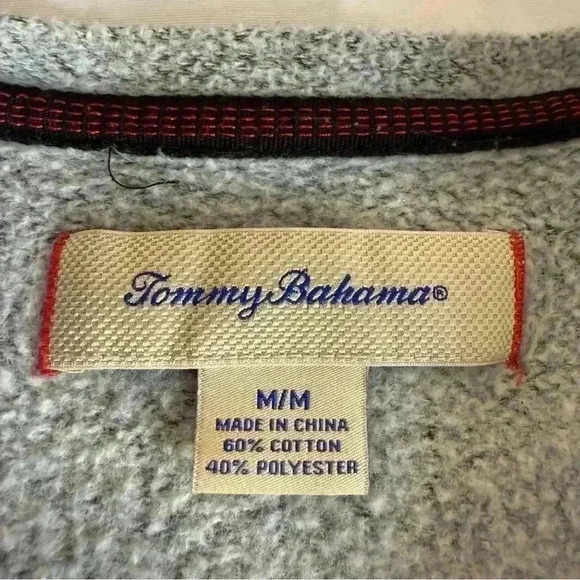 Tommy Bahama®
M/M
MADE IN CHINA
60% COTTON
40% POLYESTER